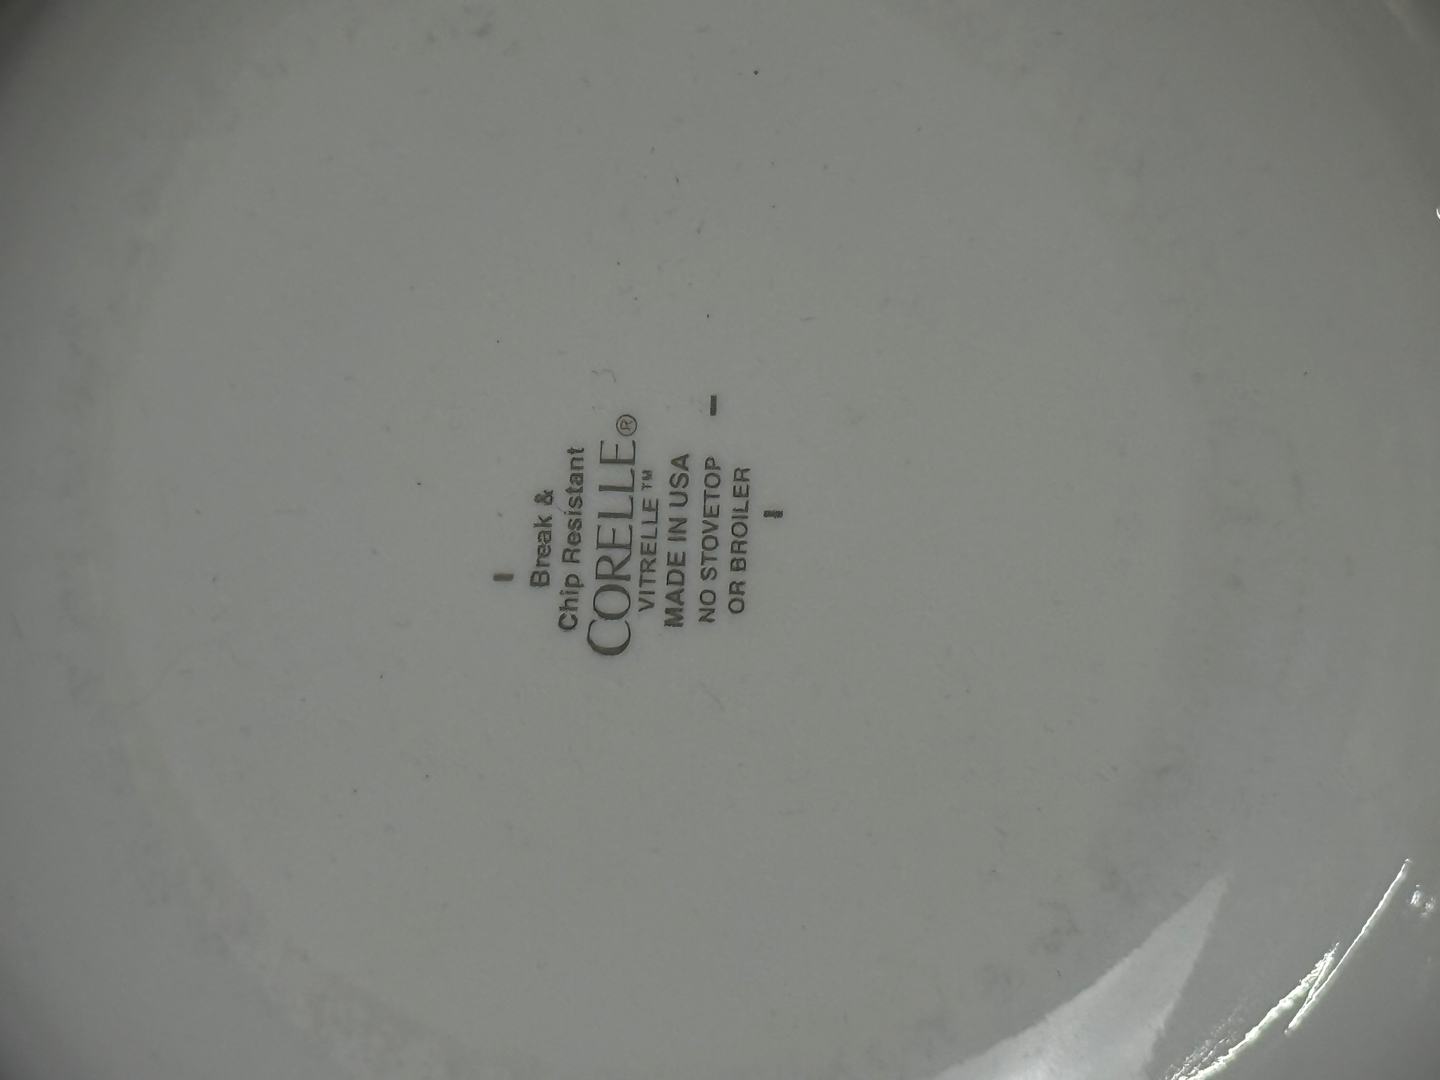 Break &
Chip Resistant
CORELLE®
VITRELLE™
MADE IN USA
NO STOVETOP
OR BROILER